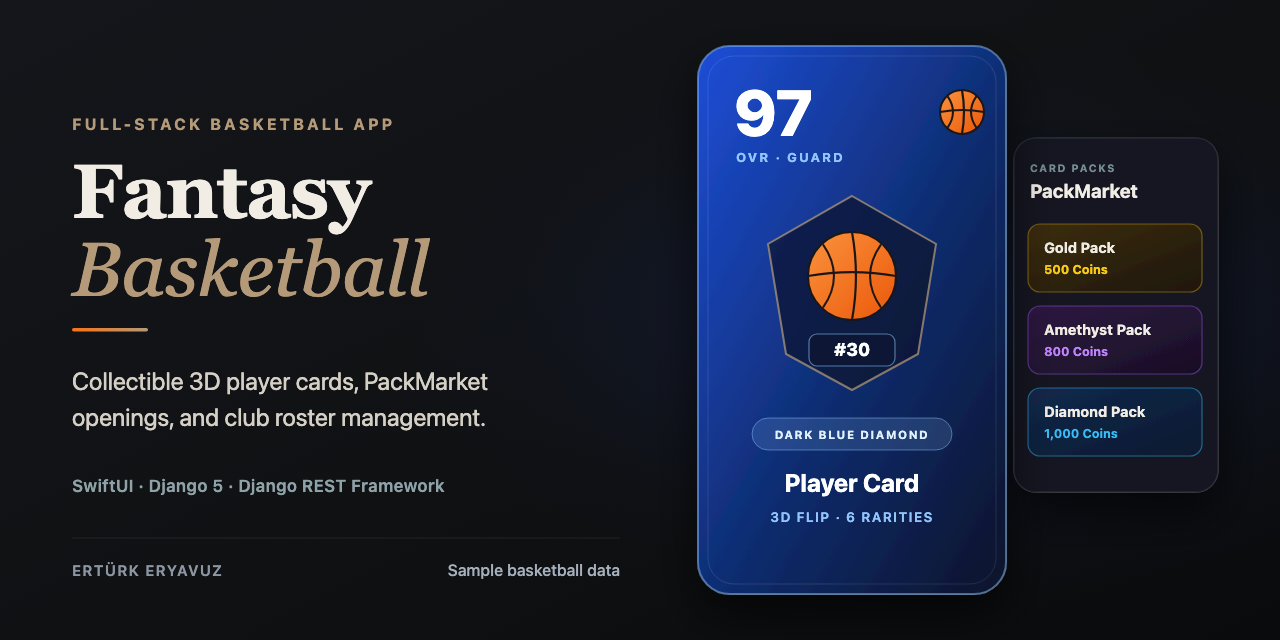 FULL-STACK BASKETBALL APP
Fantasy
Basketball
Collectible 3D player cards, PackMarket
openings, and club roster management.
SwiftUI · Django 5 · Django REST Framework
ERTÜRK ERYAVUZ
Sample basketball data
97
OVR · GUARD
#30
DARK BLUE DIAMOND
Player Card
3D FLIP · 6 RARITIES
CARD PACKS
PackMarket
Gold Pack
500 Coins
Amethyst Pack
800 Coins
Diamond Pack
1,000 Coins